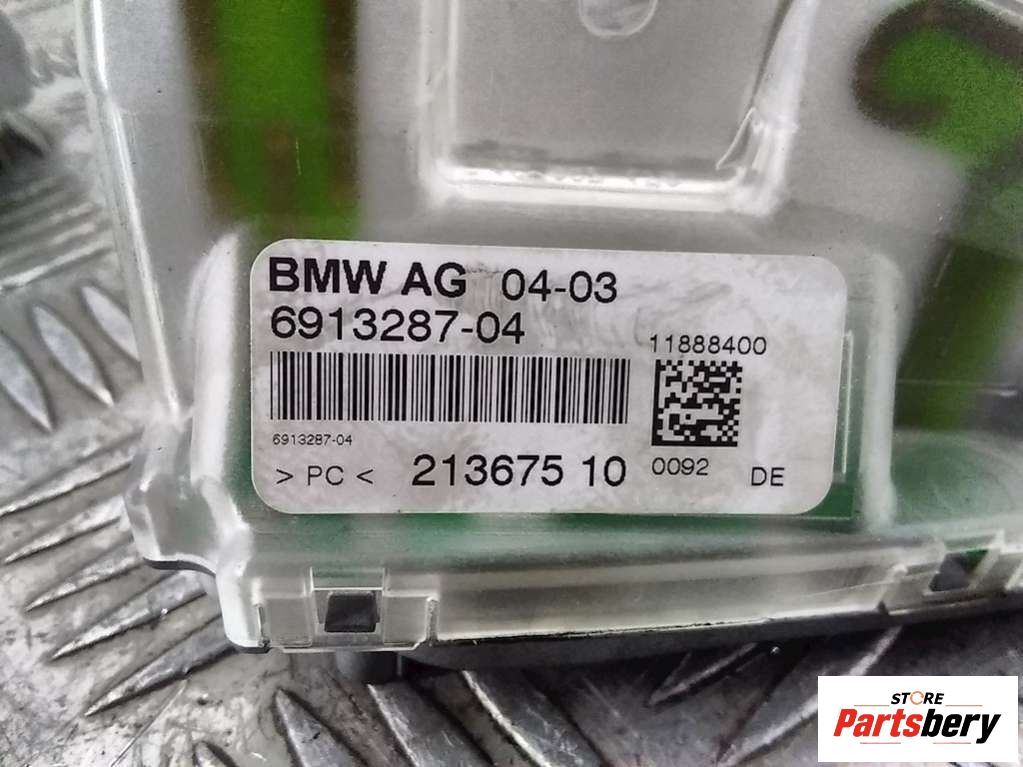 BMW AG 04-03
6913287-04
11888400
6913287-04
> PC < 213675 10
0092 DE
STORE
Partsbery